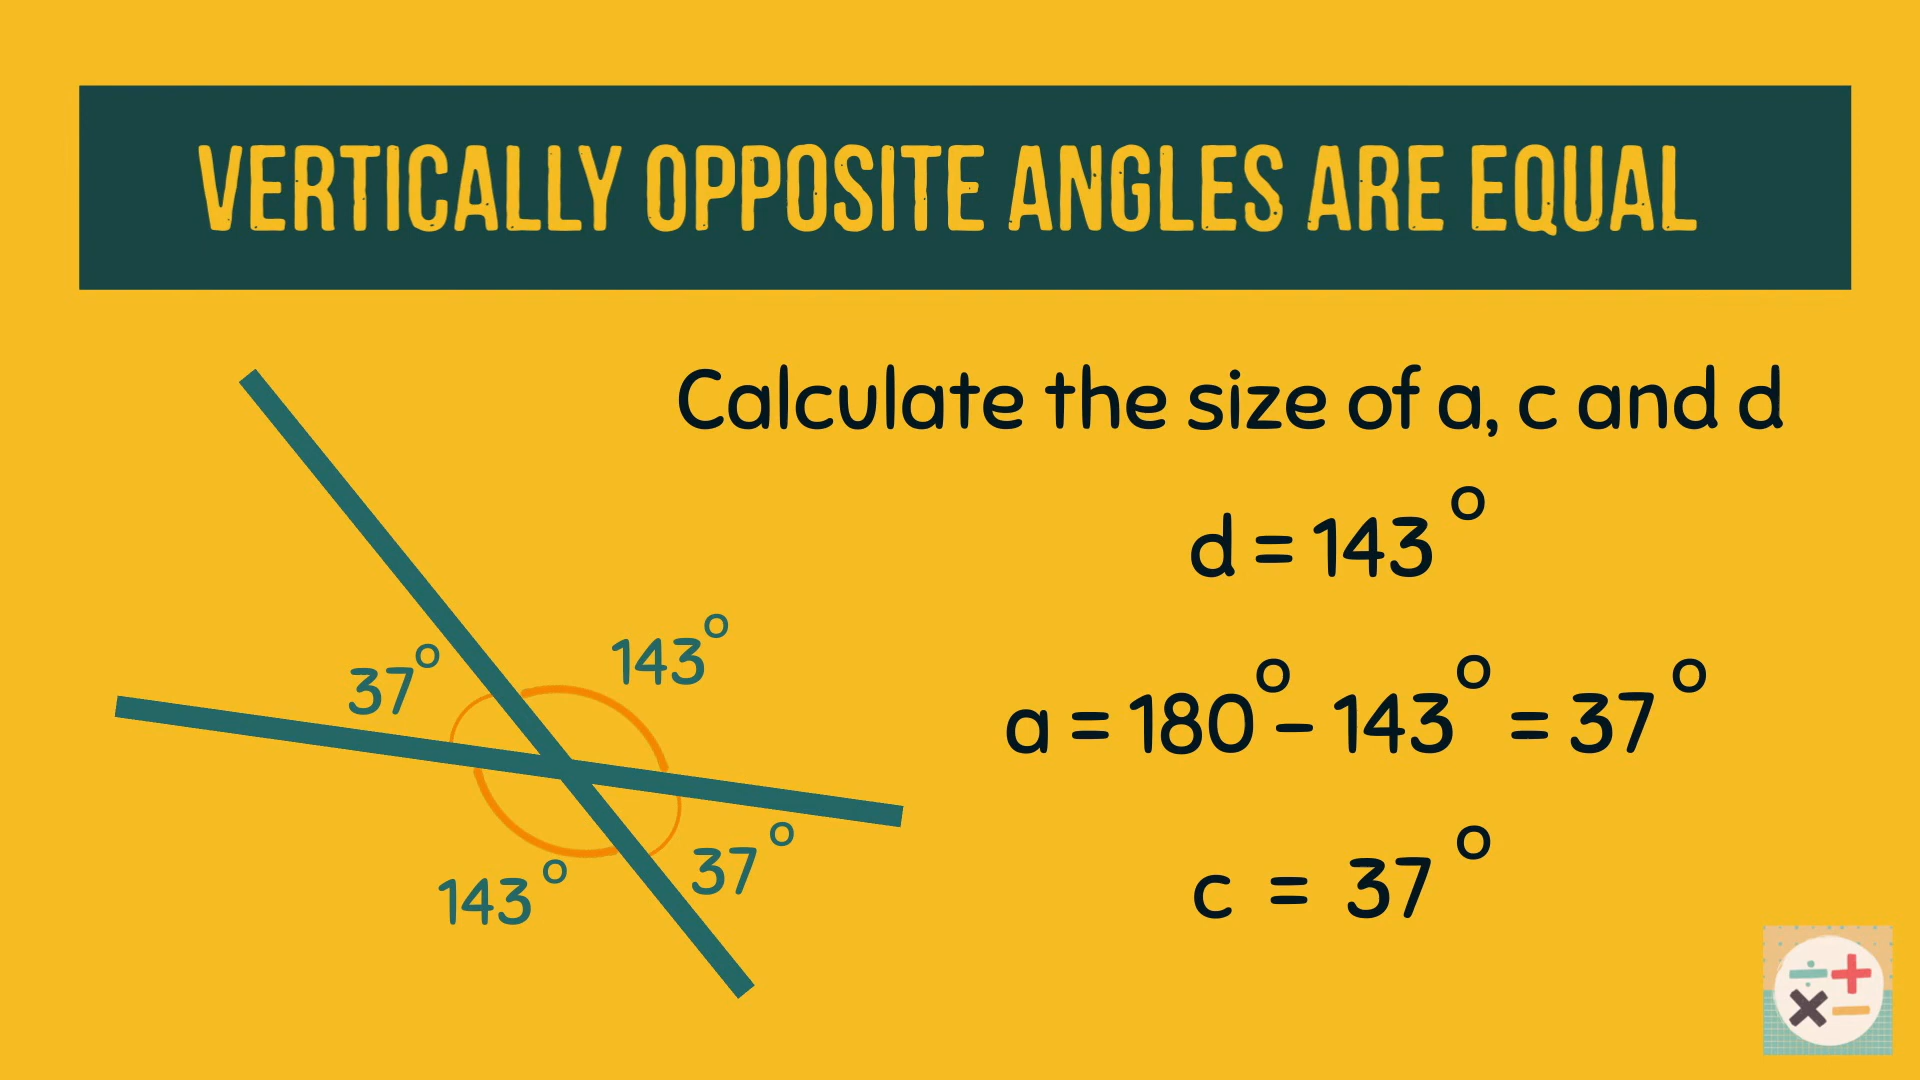 VERTICALLY OPPOSITE ANGLES ARE EQUAL
Calculate the size of a, c and d
d = 143°
a = 180° – 143° = 37°
c = 37°
37°
143°
143°
37°